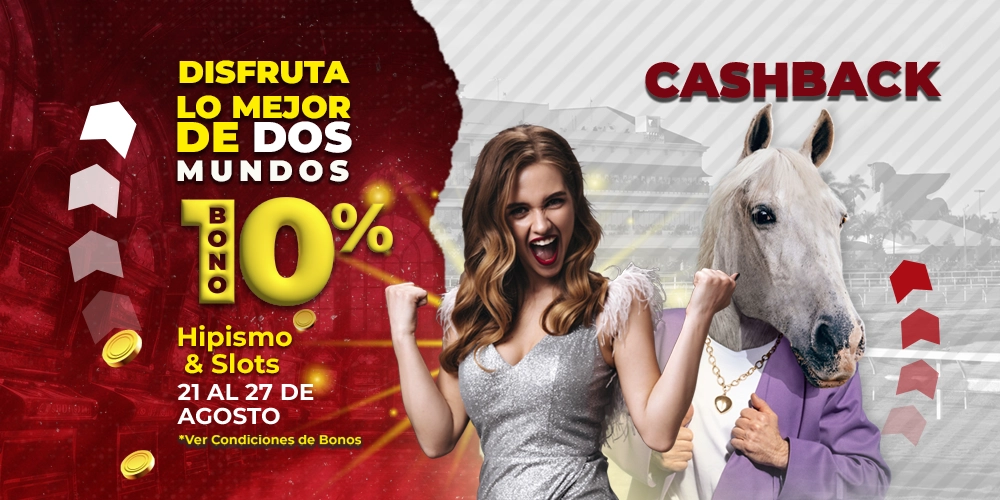 DISFRUTA
LO MEJOR
DE DOS
MUNDOS
BONO
10%
Hipismo
& Slots
21 AL 27 DE
AGOSTO
*Ver Condiciones de Bonos
CASHBACK